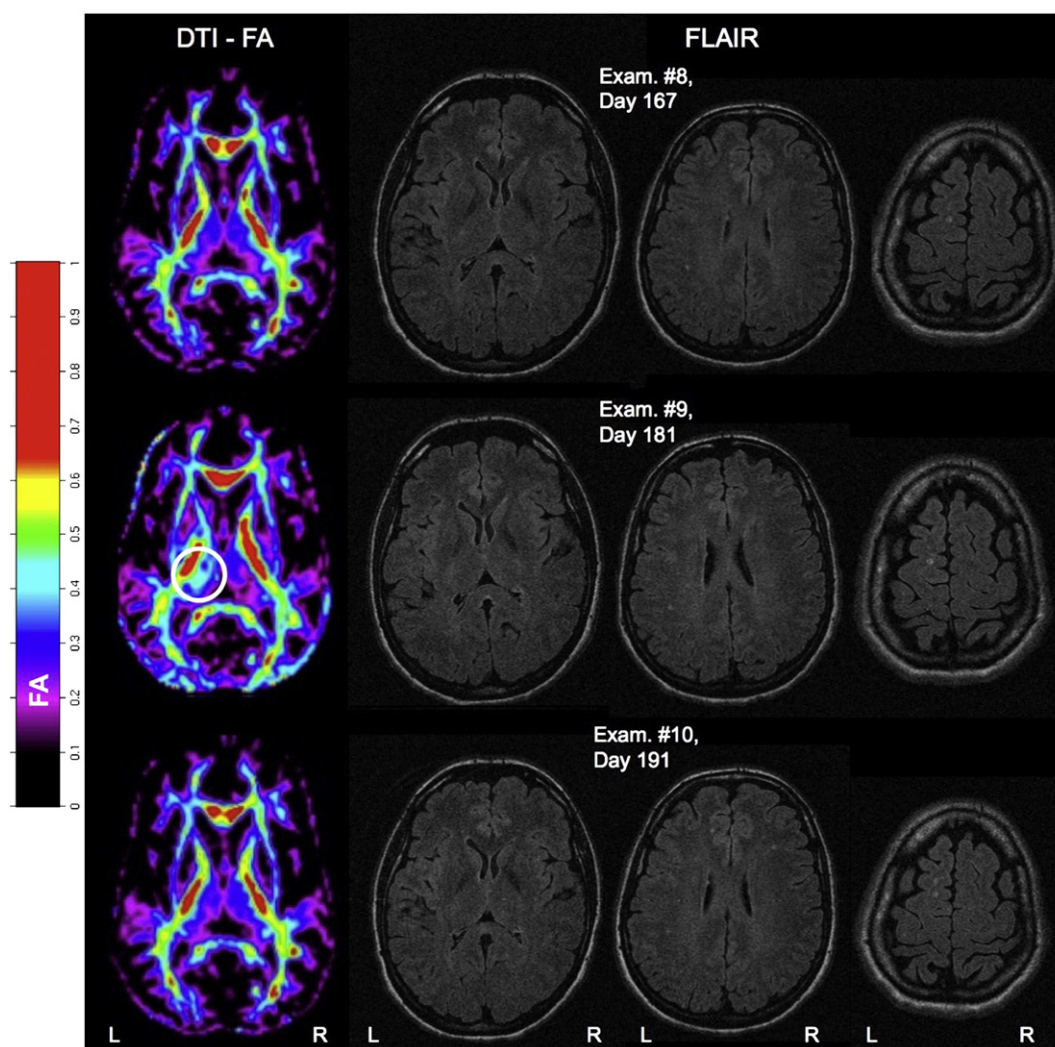 DTI - FA
FLAIR
Exam. #8,
Day 167
Exam. #9,
Day 181
Exam. #10,
Day 191
1
0.9
0.8
0.7
0.6
0.5
0.4
0.3
0.2
0.1
0
FA
L R L R L R